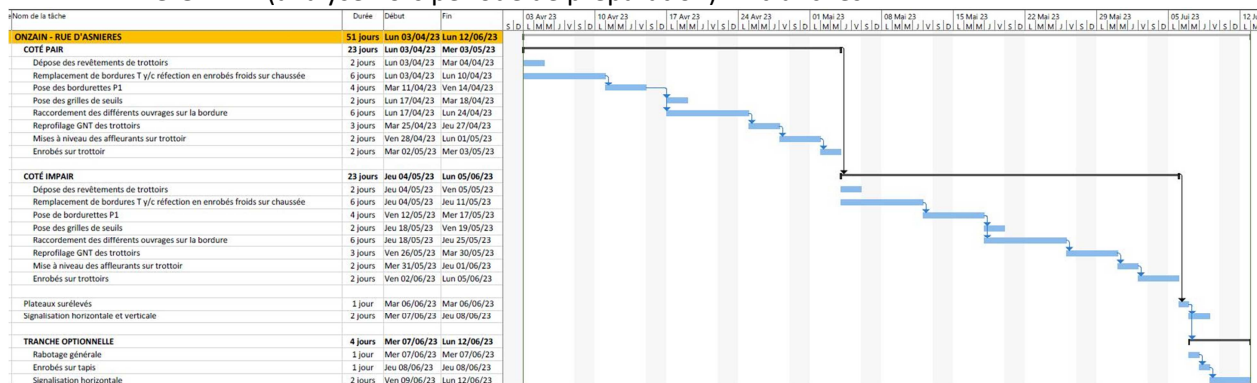 Nom de la tâche Durée Début Fin 03 Avr 23 10 Avr 23 17 Avr 23 24 Avr 23 01 Mai 23 08 Mai 23 15 Mai 23 22 Mai 23 29 Mai 23 05 Jui 23
ONZAIN - RUE D'ASNIERES 51 jours Lun 03/04/23 Lun 12/06/23
COTÉ PAIR 23 jours Lun 03/04/23 Mer 03/05/23
Dépose des revêtements de trottoirs 2 jours Lun 03/04/23 Mar 04/04/23
Remplacement de bordures T y/c réfection en enrobés froids sur chaussée 6 jours Lun 03/04/23 Lun 10/04/23
Pose des bordurettes P1 4 jours Mar 11/04/23 Ven 14/04/23
Pose des grilles de seuils 2 jours Lun 17/04/23 Mar 18/04/23
Raccordement des différents ouvrages sur la bordure 6 jours Lun 17/04/23 Lun 24/04/23
Reprofilage GNT des trottoirs 3 jours Mar 25/04/23 Jeu 27/04/23
Mises à niveau des affleurants sur trottoir 2 jours Ven 28/04/23 Lun 01/05/23
Enrobés sur trottoir 2 jours Mar 02/05/23 Mer 03/05/23
COTÉ IMPAIR 23 jours Jeu 04/05/23 Lun 05/06/23
Dépose des revêtements de trottoirs 2 jours Jeu 04/05/23 Ven 05/05/23
Remplacement de bordures T y/c réfection en enrobés froids sur chaussée 6 jours Jeu 04/05/23 Jeu 11/05/23
Pose de bordurettes P1 4 jours Ven 12/05/23 Mer 17/05/23
Pose des grilles de seuils 2 jours Jeu 18/05/23 Ven 19/05/23
Raccordement des différents ouvrages sur la bordure 6 jours Jeu 18/05/23 Jeu 25/05/23
Reprofilage GNT des trottoirs 3 jours Ven 26/05/23 Mar 30/05/23
Mise à niveau des affleurants sur trottoir 2 jours Mer 31/05/23 Jeu 01/06/23
Enrobés sur trottoirs 2 jours Ven 02/06/23 Lun 05/06/23
Plateaux surélevés 1 jour Mar 06/06/23 Mar 06/06/23
Signalisation horizontale et verticale 2 jours Mer 07/06/23 Jeu 08/06/23
TRANCHE OPTIONNELLE 4 jours Mer 07/06/23 Lun 12/06/23
Rabotage générale 1 jour Mer 07/06/23 Mer 07/06/23
Enrobés sur tapis 1 jour Jeu 08/06/23 Jeu 08/06/23
Signalisation horizontale 2 jours Ven 09/06/23 Lun 12/06/23